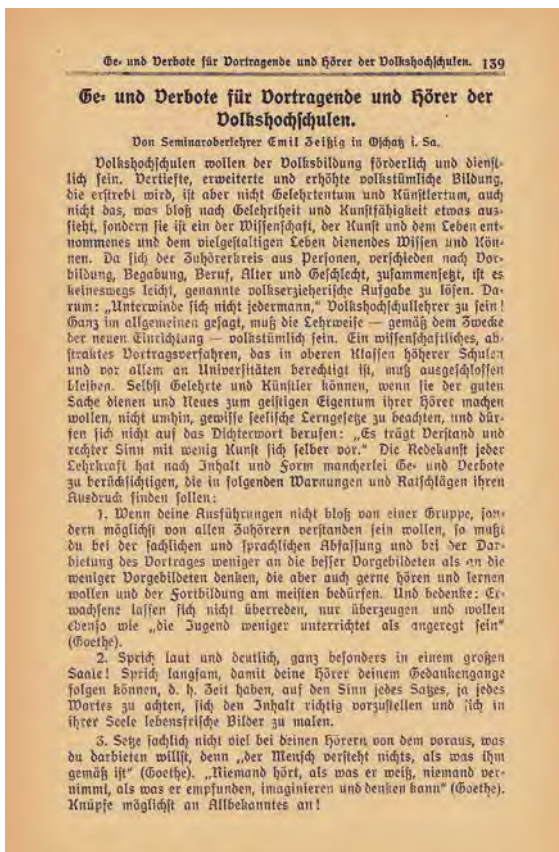 Ge- und Verbote für Vortragende und Hörer der Volkshochschulen. 139
Ge- und Verbote für Vortragende und Hörer der
Volkshochschulen.
Von Seminaroberlehrer Emil Zeißig in Oschatz i. Sa.
Volkshochschulen wollen der Volksbildung förderlich und dienst-
lich sein. Vertiefte, erweiterte und erhöhte volkstümliche Bildung,
die erstrebt wird, ist aber nicht Gelehrtentum und Künstlertum, auch
nicht das, was bloß nach Gelehrtheit und Kunstfähigkeit etwas aus-
sieht, sondern sie ist ein der Wissenschaft, der Kunst und dem Leben ent-
nommenes und dem vielgestaltigen Leben dienendes Wissen und Kön-
nen. Da sich der Zuhörerkreis aus Personen, verschieden nach Vor-
bildung, Begabung, Beruf, Alter und Geschlecht, zusammensetzt, ist es
keineswegs leicht, genannte volkserzieherische Aufgabe zu lösen. Da-
rum: „Unterwinde sich nicht jedermann,“ Volkshochschullehrer zu sein!
Ganz im allgemeinen gesagt, muß die Lehrweise — gemäß dem Zwecke
der neuen Einrichtung — volkstümlich sein. Ein wissenschaftliches, ab-
straktes Vortragsverfahren, das in oberen Klassen höherer Schulen
und vor allem an Universitäten berechtigt ist, muß ausgeschlossen
bleiben. Selbst Gelehrte und Künstler können, wenn sie der guten
Sache dienen und Neues zum geistigen Eigentum ihrer Hörer machen
wollen, nicht umhin, gewisse seelische Lerngesetze zu beachten, und dür-
fen sich nicht auf das Dichterwort berufen: „Es trägt Verstand und
rechter Sinn mit wenig Kunst sich selber vor.“ Die Redekunst jeder
Lehrkraft hat nach Inhalt und Form mancherlei Ge- und Verbote
zu berücksichtigen, die in folgenden Warnungen und Ratschlägen ihren
Ausdruck finden sollen:
1. Wenn deine Ausführungen nicht bloß von einer Gruppe, son-
dern möglichst von allen Zuhörern verstanden sein wollen, so mußt
du bei der sachlichen und sprachlichen Abfassung und bei der Dar-
bietung des Vortrages weniger an die besser Vorgebildeten als an die
weniger Vorgebildeten denken, die aber auch gerne hören und lernen
wollen und der Fortbildung am meisten bedürfen. Und bedenke: Er-
wachsene lassen sich nicht überreden, nur überzeugen und wollen
ebenso wie „die Jugend weniger unterrichtet als angeregt sein“
(Goethe).
2. Sprich laut und deutlich, ganz besonders in einem großen
Saale! Sprich langsam, damit deine Hörer deinem Gedankengange
folgen können, d. h. Zeit haben, auf den Sinn jedes Satzes, ja jedes
Wortes zu achten, sich den Inhalt richtig vorzustellen und sich in
ihrer Seele lebensfrische Bilder zu malen.
3. Setze sachlich nicht viel bei deinen Hörern von dem voraus, was
du darbieten willst, denn „der Mensch versteht nichts, als was ihm
gemäß ist“ (Goethe). „Niemand hört, als was er weiß, niemand ver-
nimmt, als was er empfunden, imaginieren und denken kann“ (Goethe).
Knüpfe möglichst an Allbekanntes an!